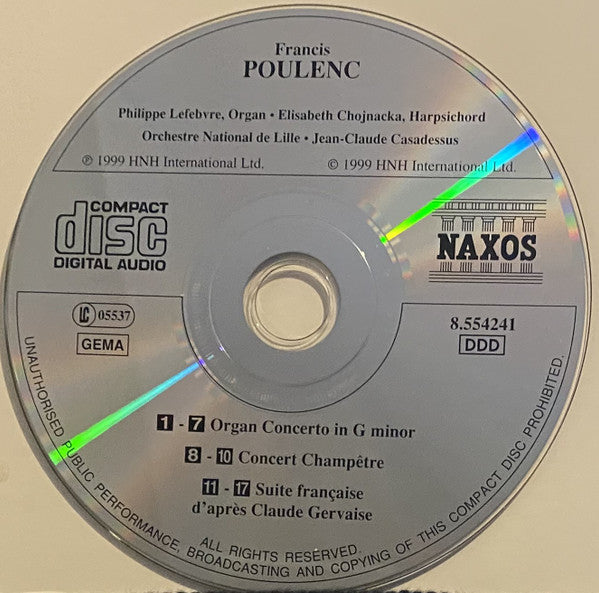 Francis
POULENC
Philippe Lefebvre, Organ • Elisabeth Chojnacka, Harpsichord
Orchestre National de Lille • Jean-Claude Casadessus
℗ 1999 HNH International Ltd.
© 1999 HNH International Ltd.
COMPACT
disc
DIGITAL AUDIO
NAXOS
LC 05537
GEMA
8.554241
DDD
1 - 7 Organ Concerto in G minor
8 - 10 Concert Champêtre
11 - 17 Suite française
d'après Claude Gervaise
ALL RIGHTS RESERVED.
UNAUTHORISED PUBLIC PERFORMANCE, BROADCASTING AND COPYING OF THIS COMPACT DISC PROHIBITED.